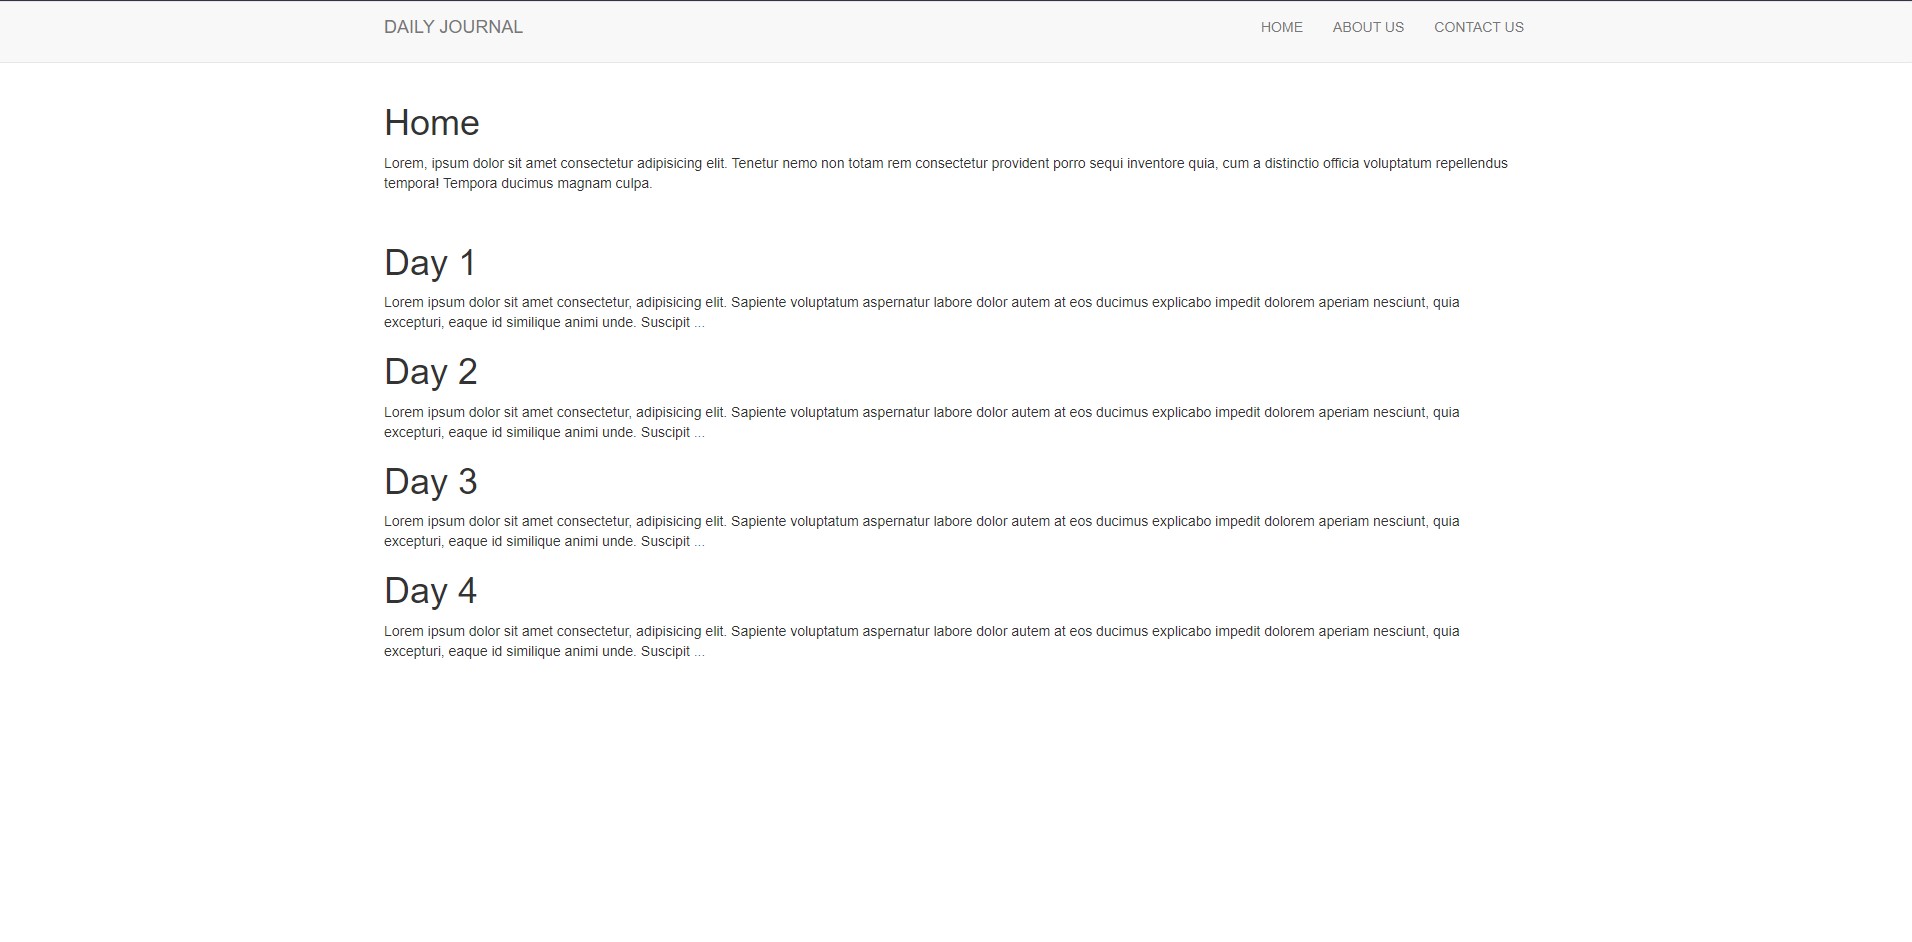 DAILY JOURNAL
HOME ABOUT US CONTACT US
Home
Lorem, ipsum dolor sit amet consectetur adipisicing elit. Tenetur nemo non totam rem consectetur provident porro sequi inventore quia, cum a distinctio officia voluptatum repellendus
tempora! Tempora ducimus magnam culpa.
Day 1
Lorem ipsum dolor sit amet consectetur, adipisicing elit. Sapiente voluptatum aspernatur labore dolor autem at eos ducimus explicabo impedit dolorem aperiam nesciunt, quia
excepturi, eaque id similique animi unde. Suscipit ...
Day 2
Lorem ipsum dolor sit amet consectetur, adipisicing elit. Sapiente voluptatum aspernatur labore dolor autem at eos ducimus explicabo impedit dolorem aperiam nesciunt, quia
excepturi, eaque id similique animi unde. Suscipit ...
Day 3
Lorem ipsum dolor sit amet consectetur, adipisicing elit. Sapiente voluptatum aspernatur labore dolor autem at eos ducimus explicabo impedit dolorem aperiam nesciunt, quia
excepturi, eaque id similique animi unde. Suscipit ...
Day 4
Lorem ipsum dolor sit amet consectetur, adipisicing elit. Sapiente voluptatum aspernatur labore dolor autem at eos ducimus explicabo impedit dolorem aperiam nesciunt, quia
excepturi, eaque id similique animi unde. Suscipit ...